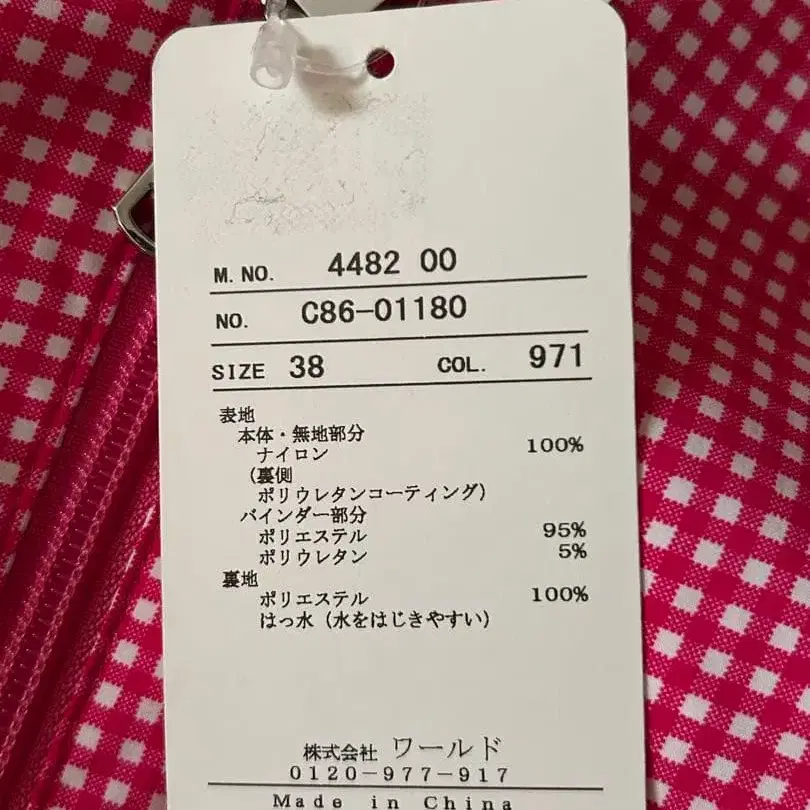 M. NO. 4482 00
NO. C86-01180
SIZE 38 COL. 971
表地
本体・無地部分
ナイロン 100%
(裏側
ポリウレタンコーティング)
バインダー部分
ポリエステル 95%
ポリウレタン 5%
裏地
ポリエステル 100%
はっ水 (水をはじきやすい)
株式会社 ワールド
0120-977-917
Made in China